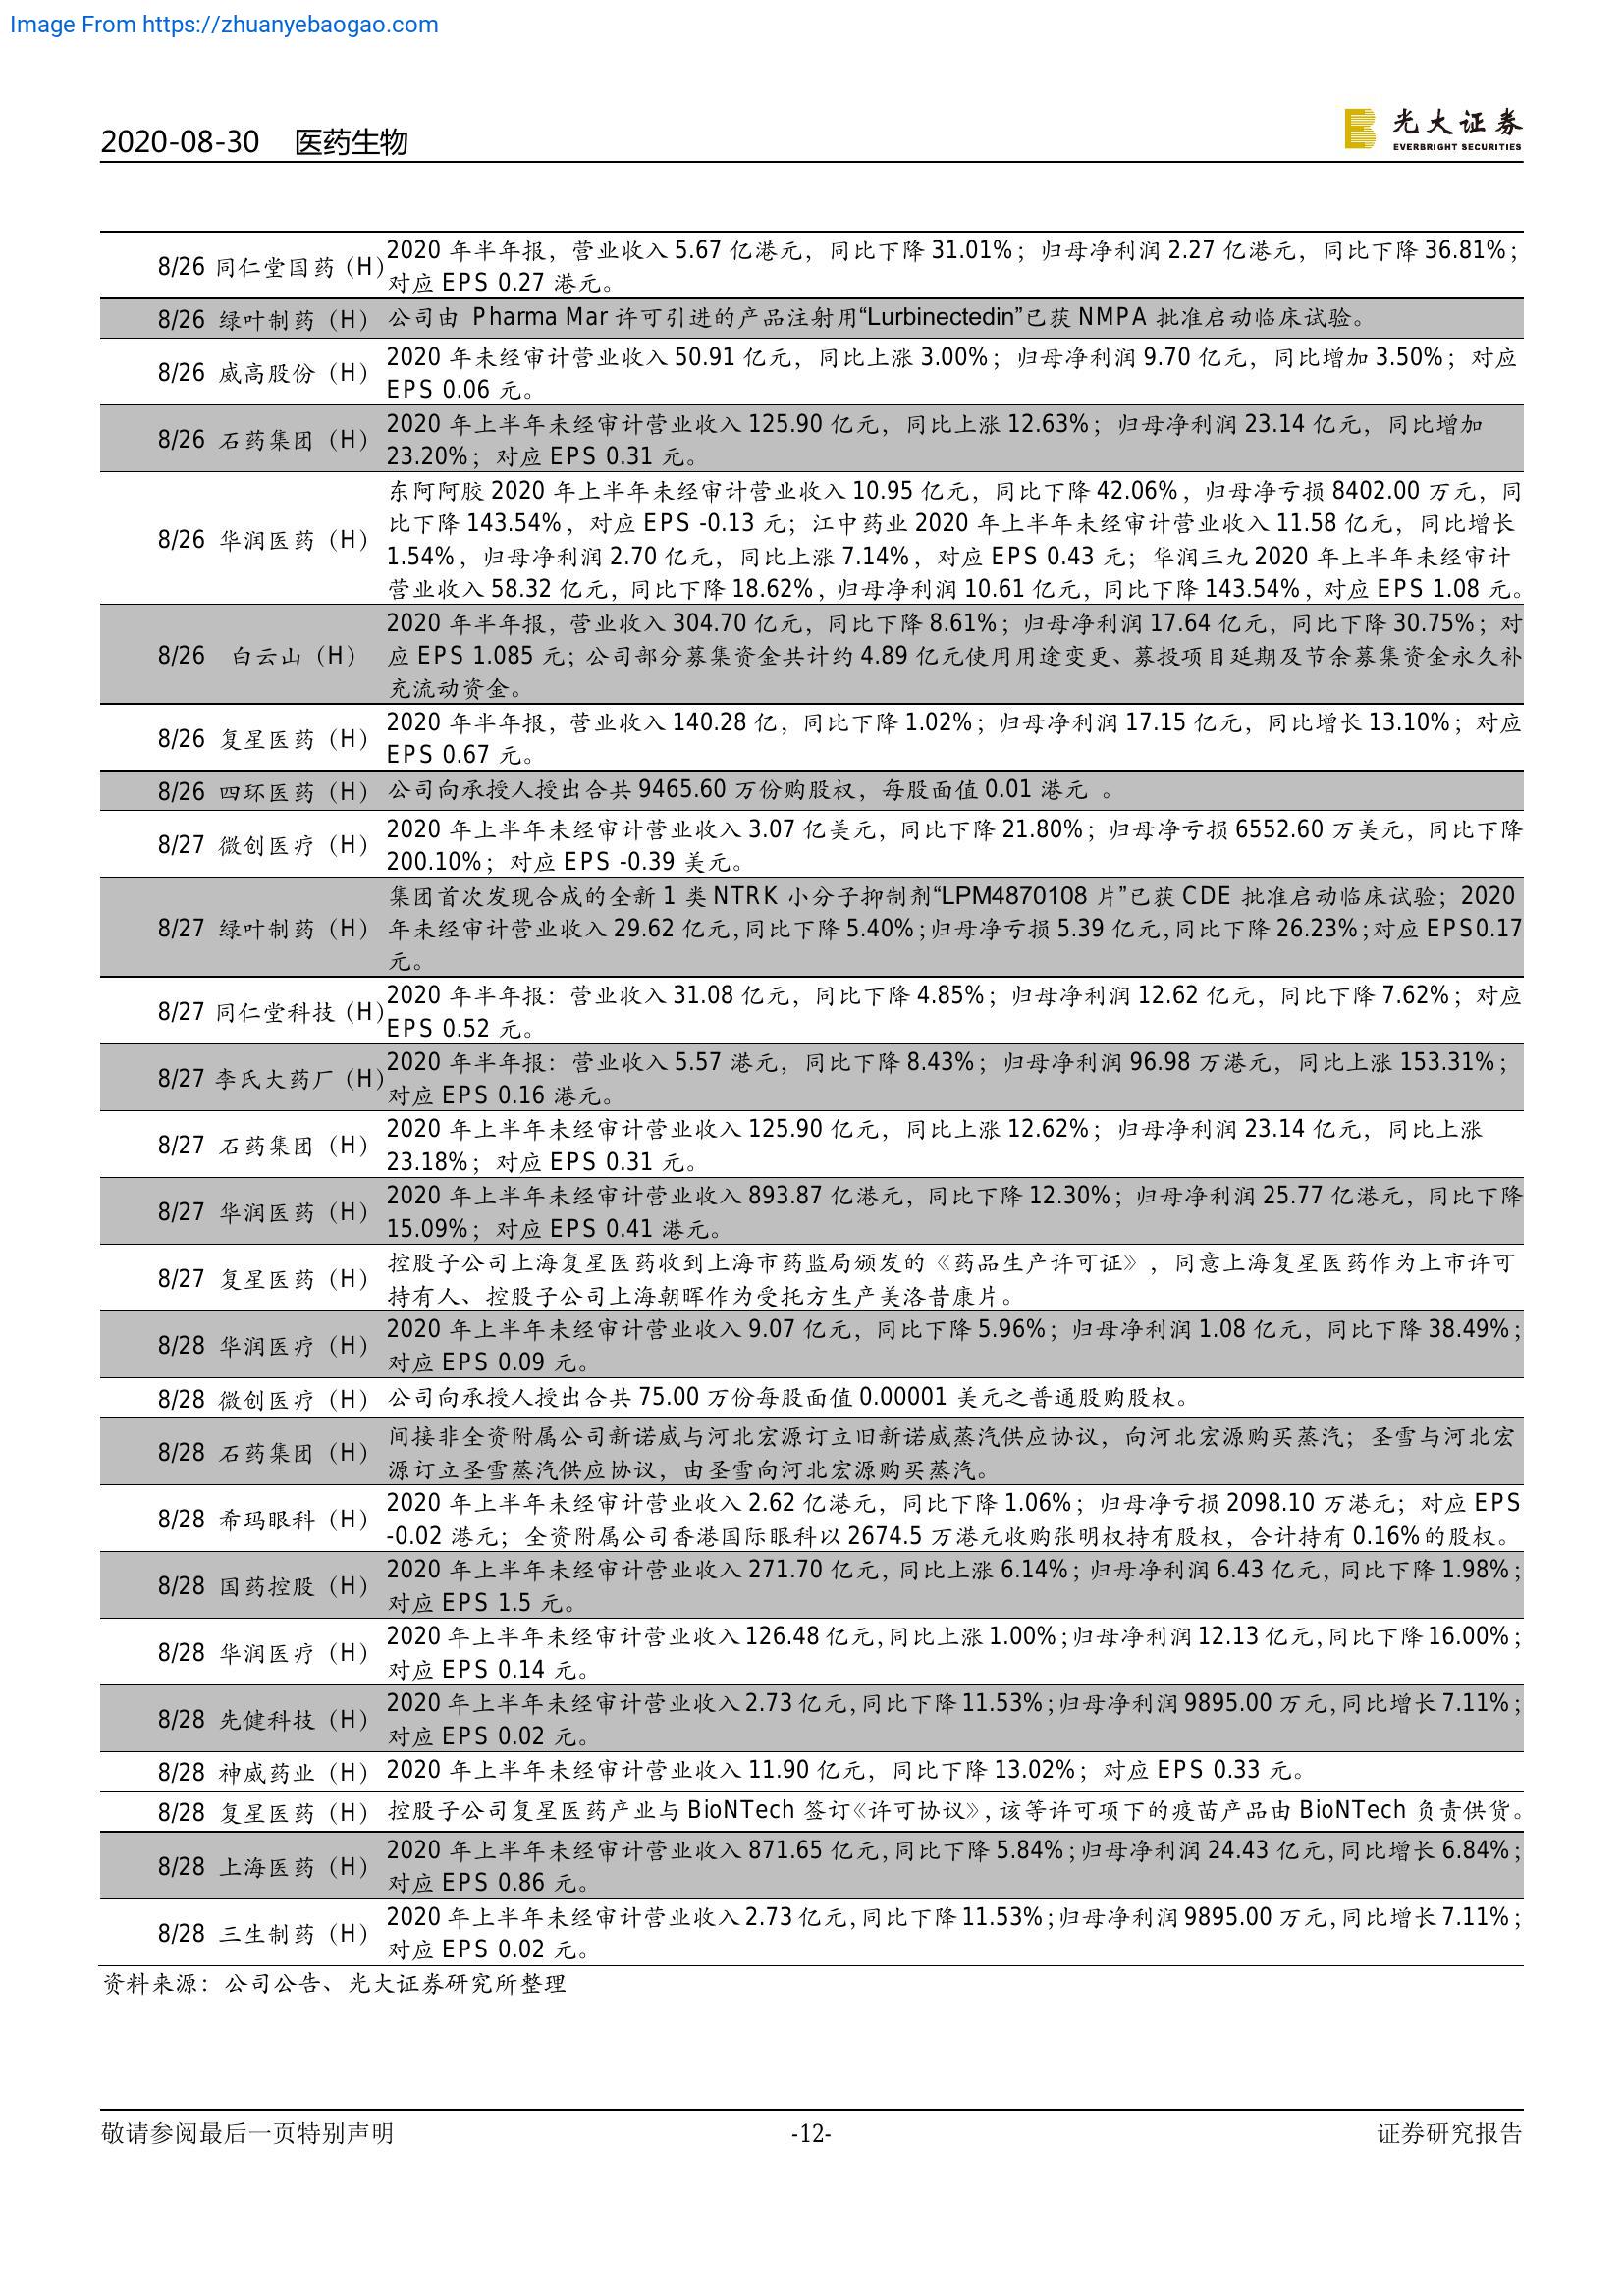 Image From https://zhuanyebaogao.com
2020-08-30 医药生物
光大证券
EVERBRIGHT SECURITIES
8/26 同仁堂国药（H）
2020 年半年报，营业收入 5.67 亿港元，同比下降 31.01%；归母净利润 2.27 亿港元，同比下降 36.81%；
对应 EPS 0.27 港元。
8/26 绿叶制药（H） 公司由 Pharma Mar 许可引进的产品注射用“Lurbinectedin”已获 NMPA 批准启动临床试验。
8/26 威高股份（H）
2020 年未经审计营业收入 50.91 亿元，同比上涨 3.00%；归母净利润 9.70 亿元，同比增加 3.50%；对应
EPS 0.06 元。
8/26 石药集团（H）
2020 年上半年未经审计营业收入 125.90 亿元，同比上涨 12.63%；归母净利润 23.14 亿元，同比增加
23.20%；对应 EPS 0.31 元。
8/26 华润医药（H）
东阿阿胶 2020 年上半年未经审计营业收入 10.95 亿元，同比下降 42.06%，归母净亏损 8402.00 万元，同
比下降 143.54%，对应 EPS -0.13 元；江中药业 2020 年上半年未经审计营业收入 11.58 亿元，同比增长
1.54%，归母净利润 2.70 亿元，同比上涨 7.14%，对应 EPS 0.43 元；华润三九 2020 年上半年未经审计
营业收入 58.32 亿元，同比下降 18.62%，归母净利润 10.61 亿元，同比下降 143.54%，对应 EPS 1.08 元。
8/26 白云山（H）
2020 年半年报，营业收入 304.70 亿元，同比下降 8.61%；归母净利润 17.64 亿元，同比下降 30.75%；对
应 EPS 1.085 元；公司部分募集资金共计约 4.89 亿元使用用途变更、募投项目延期及节余募集资金永久补
充流动资金。
8/26 复星医药（H）
2020 年半年报，营业收入 140.28 亿，同比下降 1.02%；归母净利润 17.15 亿元，同比增长 13.10%；对应
EPS 0.67 元。
8/26 四环医药（H） 公司向承授人授出合共 9465.60 万份购股权，每股面值 0.01 港元 。
8/27 微创医疗（H）
2020 年上半年未经审计营业收入 3.07 亿美元，同比下降 21.80%；归母净亏损 6552.60 万美元，同比下降
200.10%；对应 EPS -0.39 美元。
8/27 绿叶制药（H）
集团首次发现合成的全新 1 类 NTRK 小分子抑制剂“LPM4870108 片”已获 CDE 批准启动临床试验；2020
年未经审计营业收入 29.62 亿元，同比下降 5.40%；归母净亏损 5.39 亿元，同比下降 26.23%；对应 EPS0.17
元。
8/27 同仁堂科技（H）
2020 年半年报：营业收入 31.08 亿元，同比下降 4.85%；归母净利润 12.62 亿元，同比下降 7.62%；对应
EPS 0.52 元。
8/27 李氏大药厂（H）
2020 年半年报：营业收入 5.57 港元，同比下降 8.43%；归母净利润 96.98 万港元，同比上涨 153.31%；
对应 EPS 0.16 港元。
8/27 石药集团（H）
2020 年上半年未经审计营业收入 125.90 亿元，同比上涨 12.62%；归母净利润 23.14 亿元，同比上涨
23.18%；对应 EPS 0.31 元。
8/27 华润医药（H）
2020 年上半年未经审计营业收入 893.87 亿港元，同比下降 12.30%；归母净利润 25.77 亿港元，同比下降
15.09%；对应 EPS 0.41 港元。
8/27 复星医药（H）
控股子公司上海复星医药收到上海市药监局颁发的《药品生产许可证》，同意上海复星医药作为上市许可
持有人、控股子公司上海朝晖作为受托方生产美洛昔康片。
8/28 华润医疗（H）
2020 年上半年未经审计营业收入 9.07 亿元，同比下降 5.96%；归母净利润 1.08 亿元，同比下降 38.49%；
对应 EPS 0.09 元。
8/28 微创医疗（H） 公司向承授人授出合共 75.00 万份每股面值 0.00001 美元之普通股购股权。
8/28 石药集团（H）
间接非全资附属公司新诺威与河北宏源订立旧新诺威蒸汽供应协议，向河北宏源购买蒸汽；圣雪与河北宏
源订立圣雪蒸汽供应协议，由圣雪向河北宏源购买蒸汽。
8/28 希玛眼科（H）
2020 年上半年未经审计营业收入 2.62 亿港元，同比下降 1.06%；归母净亏损 2098.10 万港元；对应 EPS
-0.02 港元；全资附属公司香港国际眼科以 2674.5 万港元收购张明权持有股权，合计持有 0.16%的股权。
8/28 国药控股（H）
2020 年上半年未经审计营业收入 271.70 亿元，同比上涨 6.14%；归母净利润 6.43 亿元，同比下降 1.98%；
对应 EPS 1.5 元。
8/28 华润医疗（H）
2020 年上半年未经审计营业收入 126.48 亿元，同比上涨 1.00%；归母净利润 12.13 亿元，同比下降 16.00%；
对应 EPS 0.14 元。
8/28 先健科技（H）
2020 年上半年未经审计营业收入 2.73 亿元，同比下降 11.53%；归母净利润 9895.00 万元，同比增长 7.11%；
对应 EPS 0.02 元。
8/28 神威药业（H） 2020 年上半年未经审计营业收入 11.90 亿元，同比下降 13.02%；对应 EPS 0.33 元。
8/28 复星医药（H） 控股子公司复星医药产业与 BioNTech 签订《许可协议》，该等许可项下的疫苗产品由 BioNTech 负责供货。
8/28 上海医药（H）
2020 年上半年未经审计营业收入 871.65 亿元，同比下降 5.84%；归母净利润 24.43 亿元，同比增长 6.84%；
对应 EPS 0.86 元。
8/28 三生制药（H）
2020 年上半年未经审计营业收入 2.73 亿元，同比下降 11.53%；归母净利润 9895.00 万元，同比增长 7.11%；
对应 EPS 0.02 元。
资料来源：公司公告、光大证券研究所整理
敬请参阅最后一页特别声明 -12- 证券研究报告